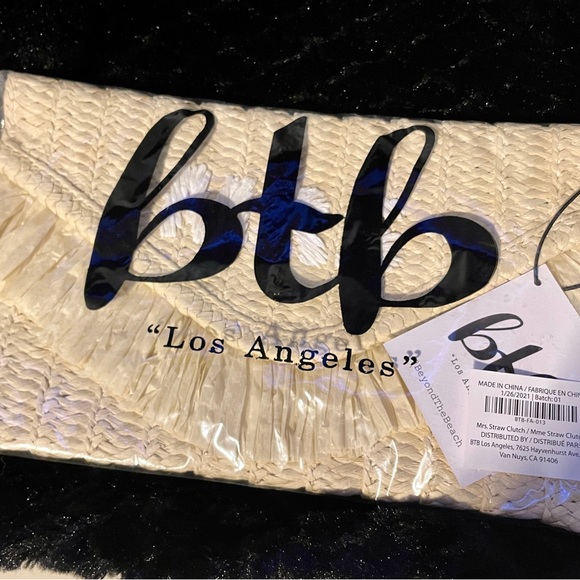 btb
“Los Angeles”
btb
"Los A
#BeyondTheBeach
MADE IN CHINA / FABRIQUE EN CHIN
1/26/2021 | Batch: 01
BTB-FA-013
Mrs. Straw Clutch / Mme Straw Clutc
DISTRIBUTED BY / DISTRIBUÉ PAR:
BTB Los Angeles, 7625 Hayvenhurst Ave,
Van Nuys, CA 91406